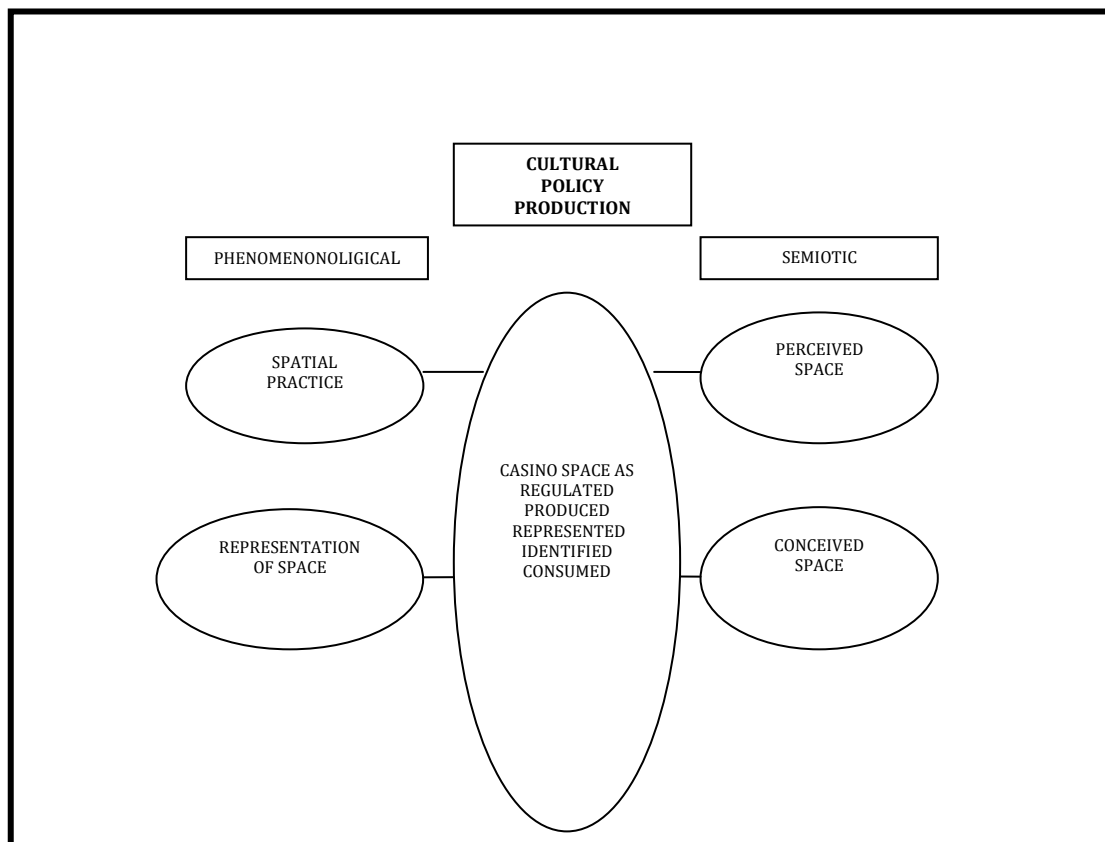 CULTURAL
POLICY
PRODUCTION
PHENOMENONOLIGICAL
SEMIOTIC
SPATIAL
PRACTICE
PERCEIVED
SPACE
CASINO SPACE AS
REGULATED
PRODUCED
REPRESENTED
IDENTIFIED
CONSUMED
REPRESENTATION
OF SPACE
CONCEIVED
SPACE